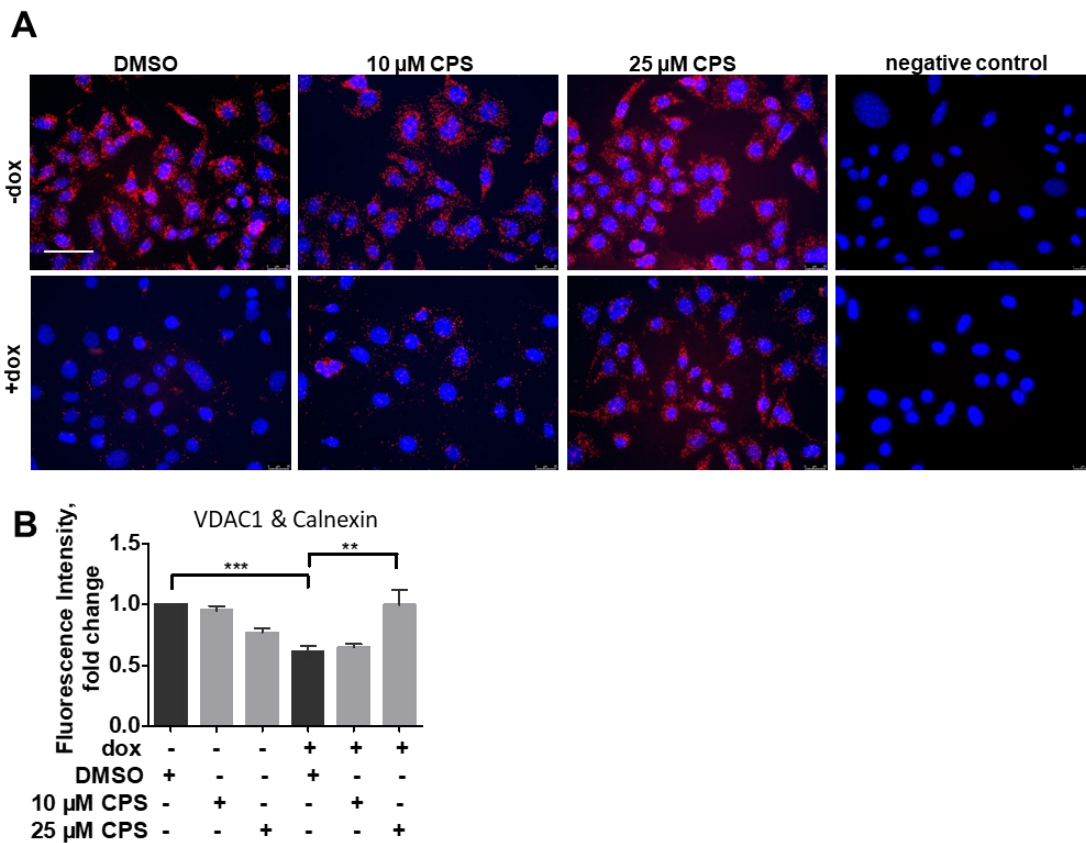 A
DMSO 10 µM CPS 25 µM CPS negative control
-dox
+dox
B
VDAC1 & Calnexin
Fluorescence Intensity,
fold change
1.5
1.0
0.5
0.0
*** **
dox - - - + + +
DMSO + - - + - -
10 µM CPS - + - - + -
25 µM CPS - - + - - +